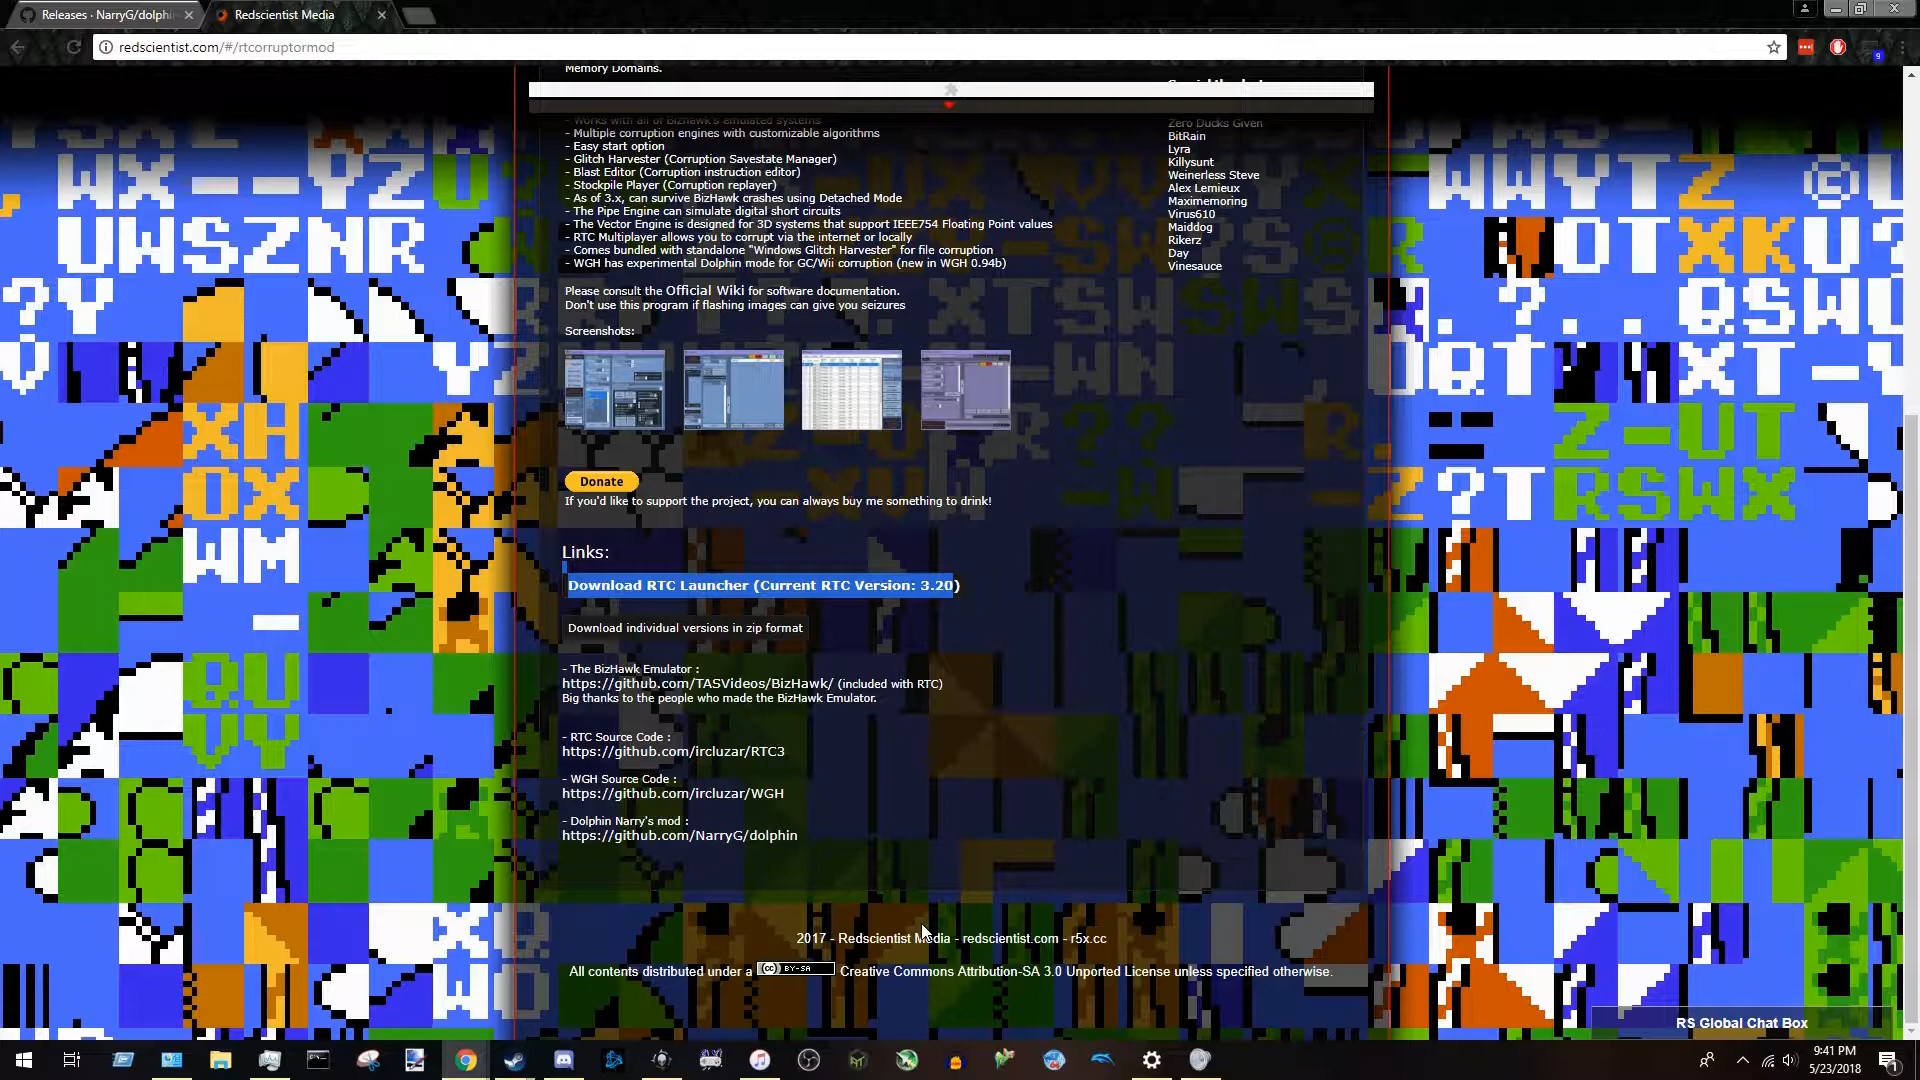 Releases · NarryG/dolphi
Redscientist Media
redscientist.com/#/rtcorruptormod
Memory Domains.
- Works with all of Bizhawk's emulated systems
- Multiple corruption engines with customizable algorithms
- Easy start option
- Glitch Harvester (Corruption Savestate Manager)
- Blast Editor (Corruption instruction editor)
- Stockpile Player (Corruption replayer)
- As of 3.x, can survive BizHawk crashes using Detached Mode
- The Pipe Engine can simulate digital short circuits
- The Vector Engine is designed for 3D systems that support IEEE754 Floating Point values
- RTC Multiplayer allows you to corrupt via the internet or locally
- Comes bundled with standalone "Windows Glitch Harvester" for file corruption
- WGH has experimental Dolphin mode for GC/Wii corruption (new in WGH 0.94b)
Zero Ducks Given
BitRain
Lyra
Killysunt
Weinerless Steve
Alex Lemieux
Maximemoring
Virus610
Maiddog
Rikerz
Day
Vinesauce
Please consult the Official Wiki for software documentation.
Don't use this program if flashing images can give you seizures
Screenshots:
Donate
If you'd like to support the project, you can always buy me something to drink!
Links:
Download RTC Launcher (Current RTC Version: 3.20)
Download individual versions in zip format
- The BizHawk Emulator :
https://github.com/TASVideos/BizHawk/ (included with RTC)
Big thanks to the people who made the BizHawk Emulator.
- RTC Source Code :
https://github.com/ircluzar/RTC3
- WGH Source Code :
https://github.com/ircluzar/WGH
- Dolphin Narry's mod :
https://github.com/NarryG/dolphin
2017 - Redscientist Media - redscientist.com - r5x.cc
All contents distributed under a (cc) BY-SA Creative Commons Attribution-SA 3.0 Unported License unless specified otherwise.
RS Global Chat Box
9:41 PM
5/23/2018